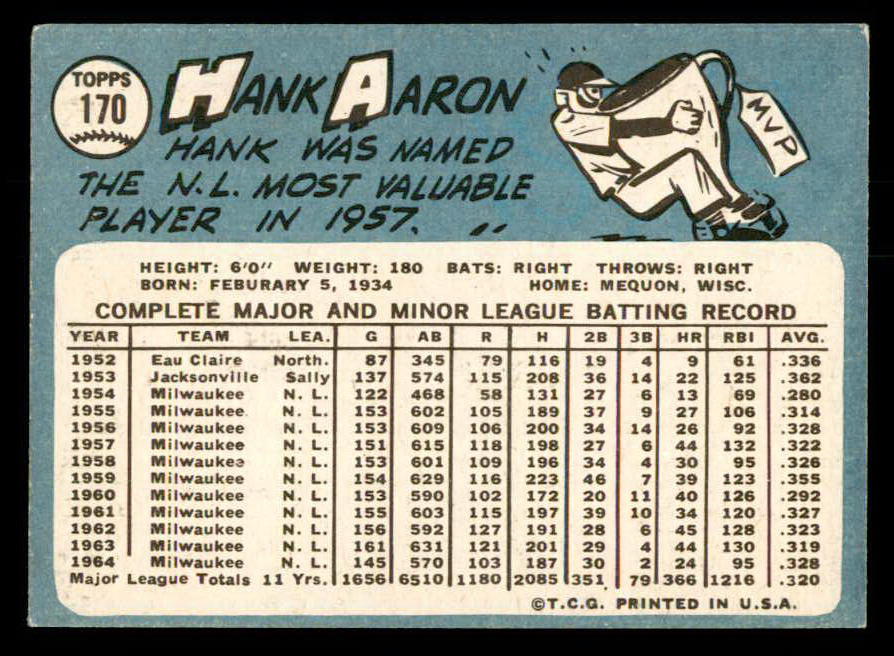 TOPPS
170
HANK AARON
HANK WAS NAMED
THE N.L. MOST VALUABLE
PLAYER IN 1957.
MVP
HEIGHT: 6'0" WEIGHT: 180 BATS: RIGHT THROWS: RIGHT
BORN: FEBURARY 5, 1934 HOME: MEQUON, WISC.
COMPLETE MAJOR AND MINOR LEAGUE BATTING RECORD
YEAR TEAM LEA. G AB R H 2B 3B HR RBI AVG.
1952 Eau Claire North. 87 345 79 116 19 4 9 61 .336
1953 Jacksonville Sally 137 574 115 208 36 14 22 125 .362
1954 Milwaukee N. L. 122 468 58 131 27 6 13 69 .280
1955 Milwaukee N. L. 153 602 105 189 37 9 27 106 .314
1956 Milwaukee N. L. 153 609 106 200 34 14 26 92 .328
1957 Milwaukee N. L. 151 615 118 198 27 6 44 132 .322
1958 Milwaukee N. L. 153 601 109 196 34 4 30 95 .326
1959 Milwaukee N. L. 154 629 116 223 46 7 39 123 .355
1960 Milwaukee N. L. 153 590 102 172 20 11 40 126 .292
1961 Milwaukee N. L. 155 603 115 197 39 10 34 120 .327
1962 Milwaukee N. L. 156 592 127 191 28 6 45 128 .323
1963 Milwaukee N. L. 161 631 121 201 29 4 44 130 .319
1964 Milwaukee N. L. 145 570 103 187 30 2 24 95 .328
Major League Totals 11 Yrs. 1656 6510 1180 2085 351 79 366 1216 .320
©T.C.G. PRINTED IN U.S.A.